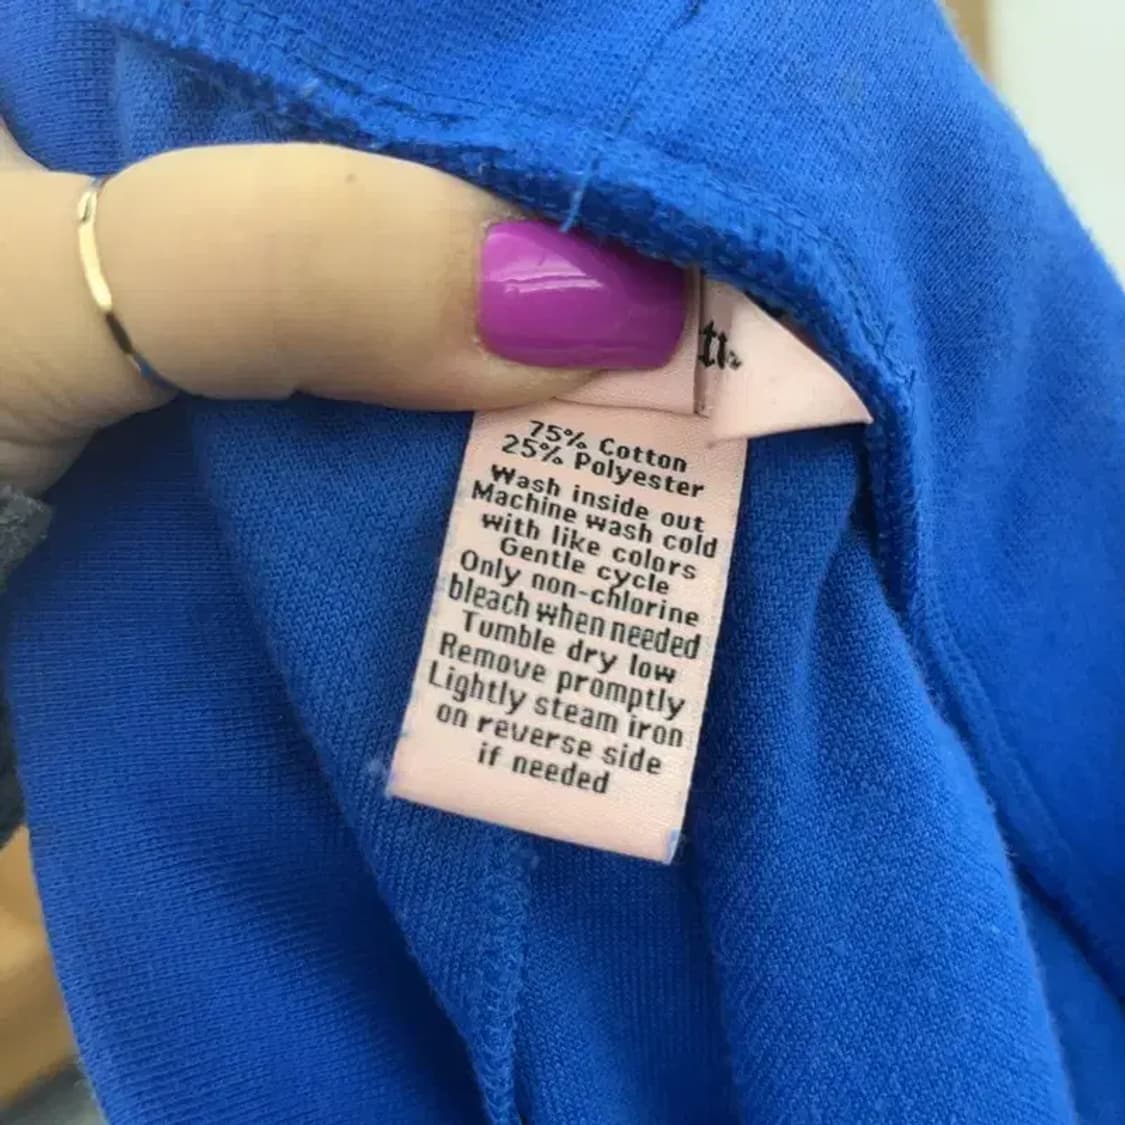 75% Cotton
25% Polyester
Wash inside out
Machine wash cold
with like colors
Gentle cycle
Only non-chlorine
bleach when needed
Tumble dry low
Remove promptly
Lightly steam iron
on reverse side
if needed